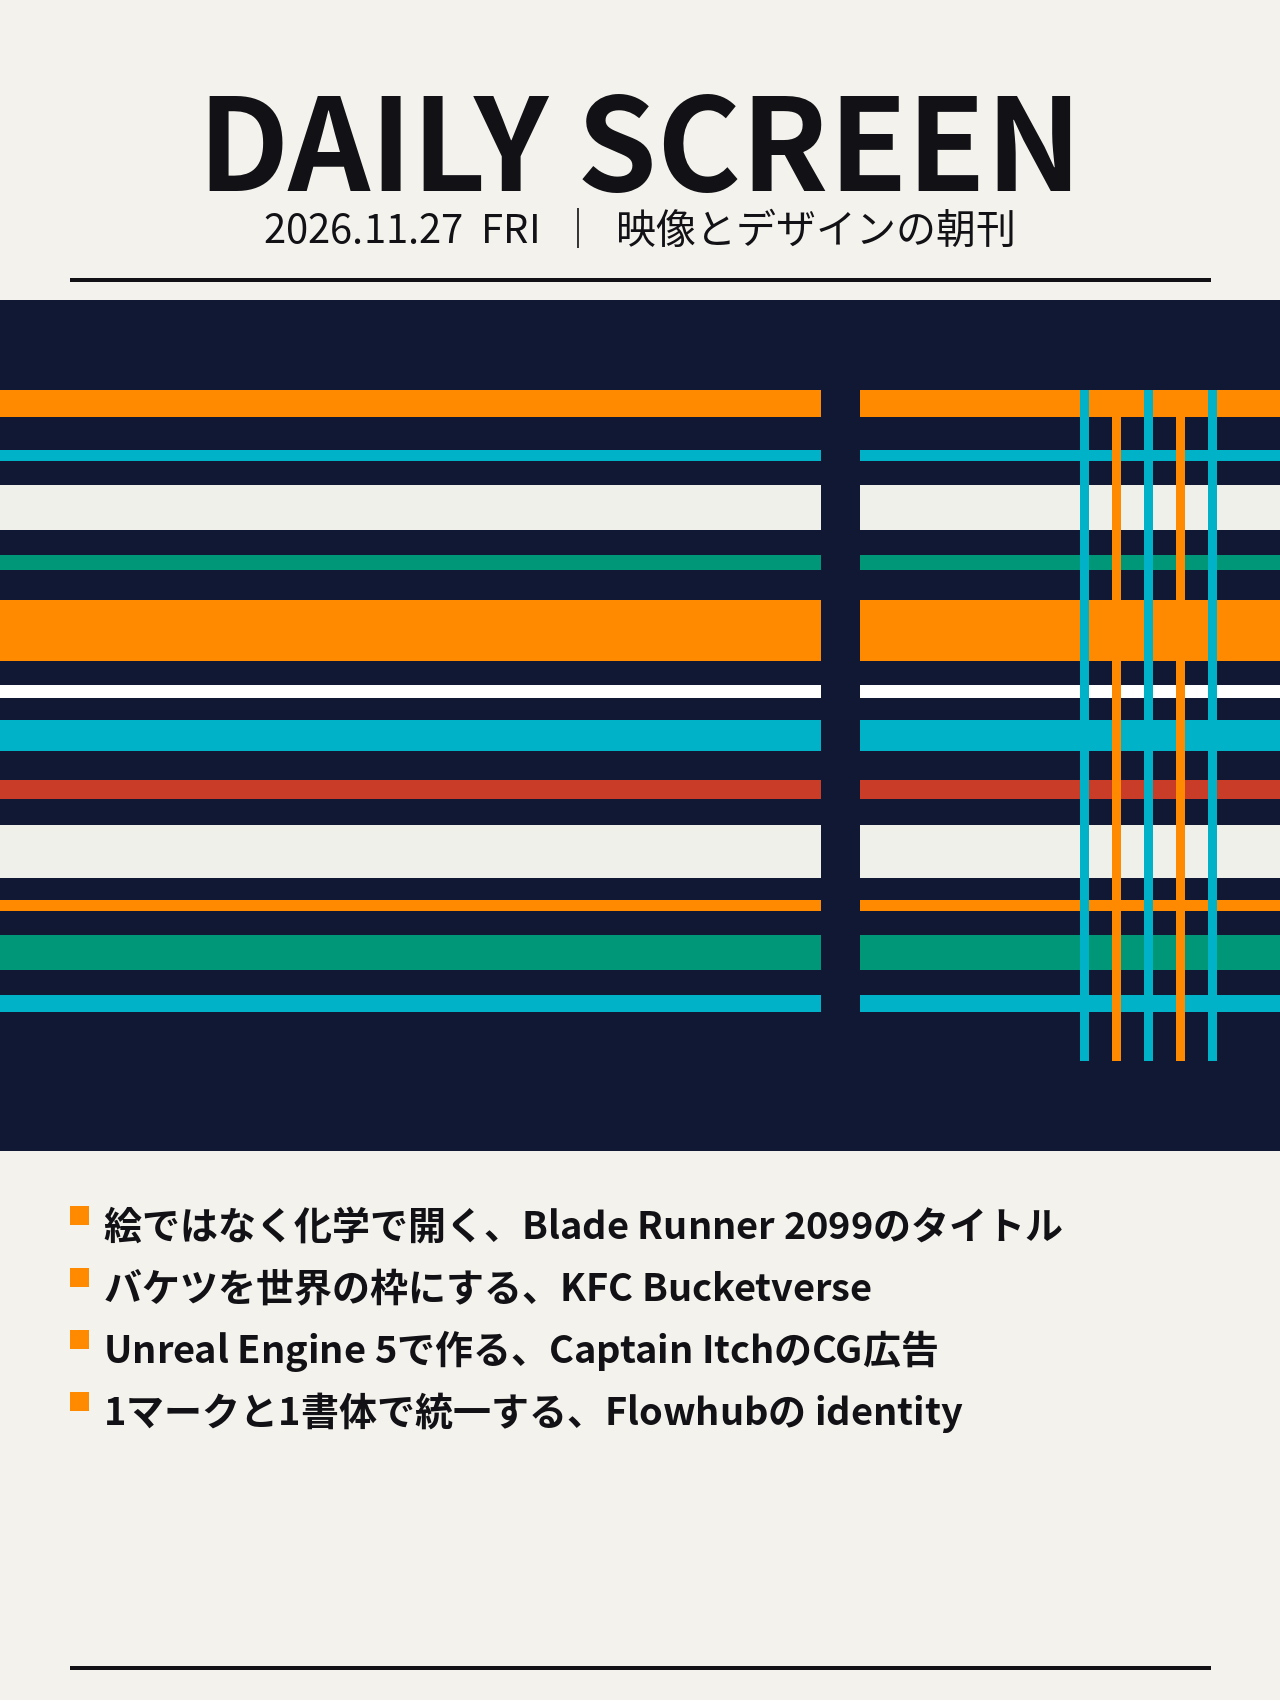 DAILY SCREEN
2026.11.27 FRI ｜ 映像とデザインの朝刊
絵ではなく化学で開く、Blade Runner 2099のタイトル
バケツを世界の枠にする、KFC Bucketverse
Unreal Engine 5で作る、Captain ItchのCG広告
1マークと1書体で統一する、Flowhubの identity